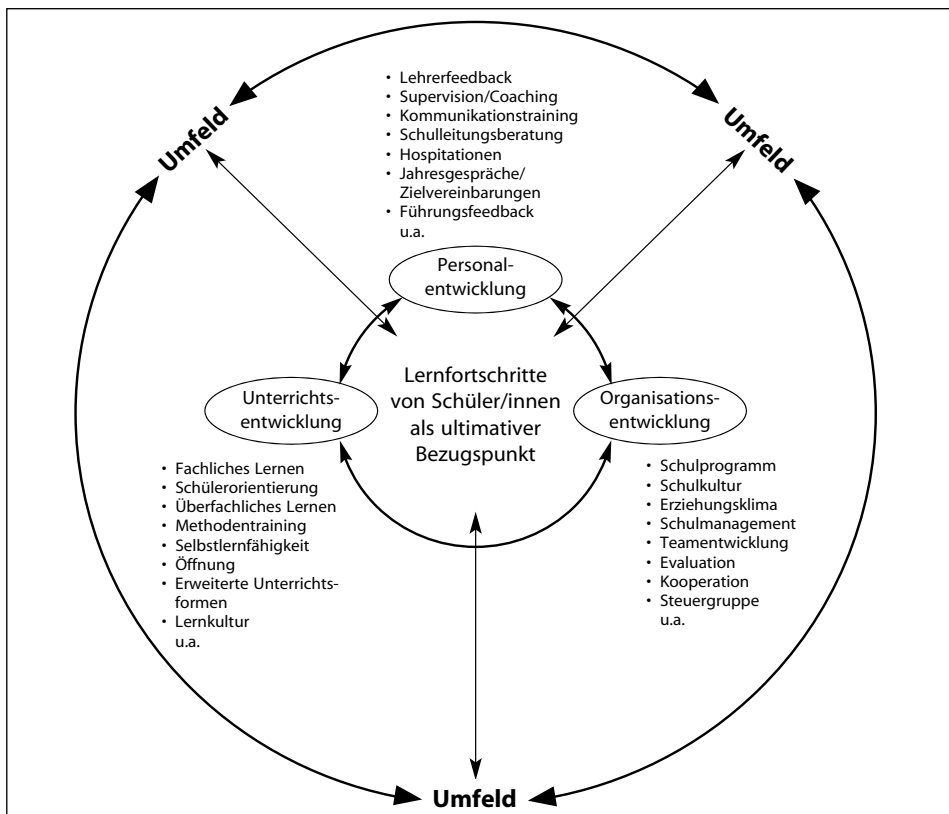 • Lehrerfeedback
• Supervision/Coaching
• Kommunikationstraining
• Schulleitungsberatung
• Hospitationen
• Jahresgespräche/
Zielvereinbarungen
• Führungsfeedback
u.a.
Umfeld
Umfeld
Personal-
entwicklung
Unterrichts-
entwicklung
Lernfortschritte
von Schüler/innen
als ultimativer
Bezugspunkt
Organisations-
entwicklung
• Fachliches Lernen
• Schülerorientierung
• Überfachliches Lernen
• Methodentraining
• Selbstlernfähigkeit
• Öffnung
• Erweiterte Unterrichts-
formen
• Lernkultur
u.a.
• Schulprogramm
• Schulkultur
• Erziehungsklima
• Schulmanagement
• Teamentwicklung
• Evaluation
• Kooperation
• Steuergruppe
u.a.
Umfeld